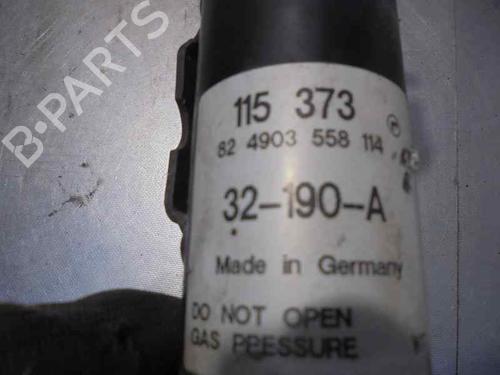 B-PARTS
115 373
82 4903 558 114
32-190-A
Made in Germany
DO NOT OPEN
GAS PRESSURE